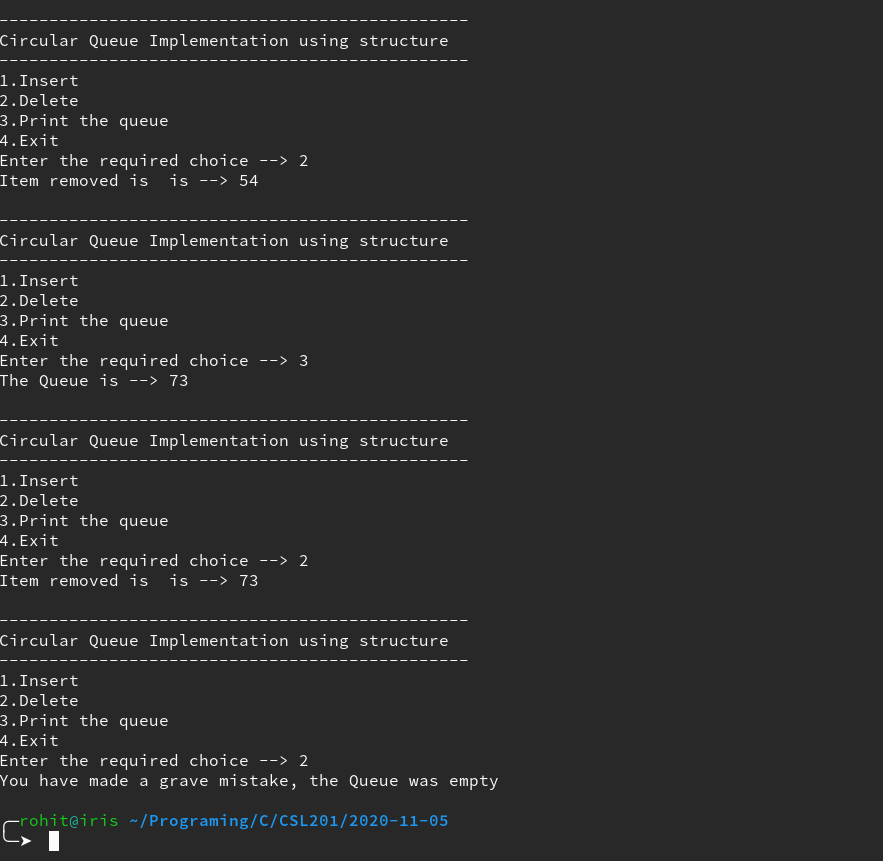 -----------------------------------------------
Circular Queue Implementation using structure
-----------------------------------------------
1.Insert
2.Delete
3.Print the queue
4.Exit
Enter the required choice --> 2
Item removed is  is --> 54

-----------------------------------------------
Circular Queue Implementation using structure
-----------------------------------------------
1.Insert
2.Delete
3.Print the queue
4.Exit
Enter the required choice --> 3
The Queue is --> 73

-----------------------------------------------
Circular Queue Implementation using structure
-----------------------------------------------
1.Insert
2.Delete
3.Print the queue
4.Exit
Enter the required choice --> 2
Item removed is  is --> 73

-----------------------------------------------
Circular Queue Implementation using structure
-----------------------------------------------
1.Insert
2.Delete
3.Print the queue
4.Exit
Enter the required choice --> 2
You have made a grave mistake, the Queue was empty

╭─rohit@iris ~/Programing/C/CSL201/2020-11-05
╰─➤